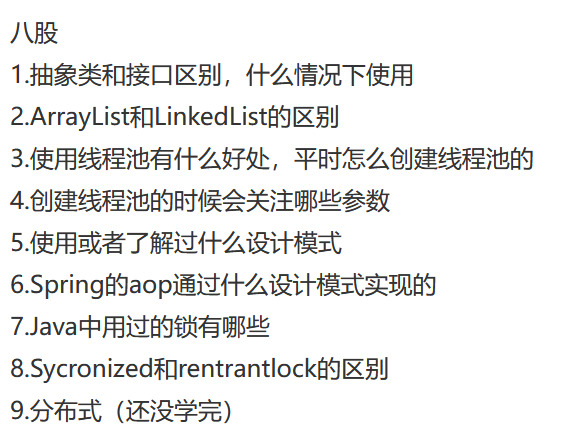 八股
1.抽象类和接口区别，什么情况下使用
2.ArrayList和LinkedList的区别
3.使用线程池有什么好处，平时怎么创建线程池的
4.创建线程池的时候会关注哪些参数
5.使用或者了解过什么设计模式
6.Spring的aop通过什么设计模式实现的
7.Java中用过的锁有哪些
8.Sycronized和rentrantlock的区别
9.分布式（还没学完）